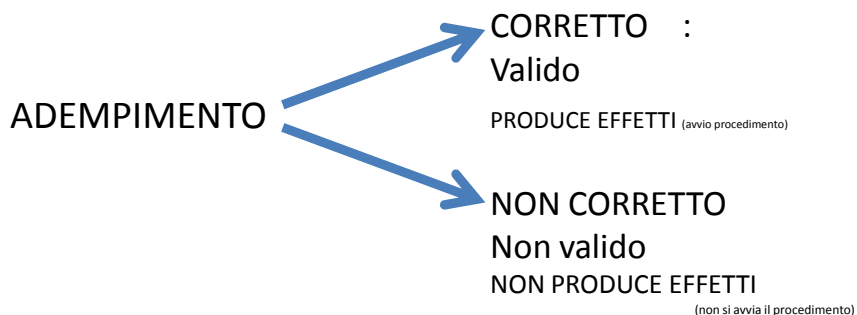 ADEMPIMENTO
CORRETTO :
Valido
PRODUCE EFFETTI (avvio procedimento)
NON CORRETTO
Non valido
NON PRODUCE EFFETTI
(non si avvia il procedimento)